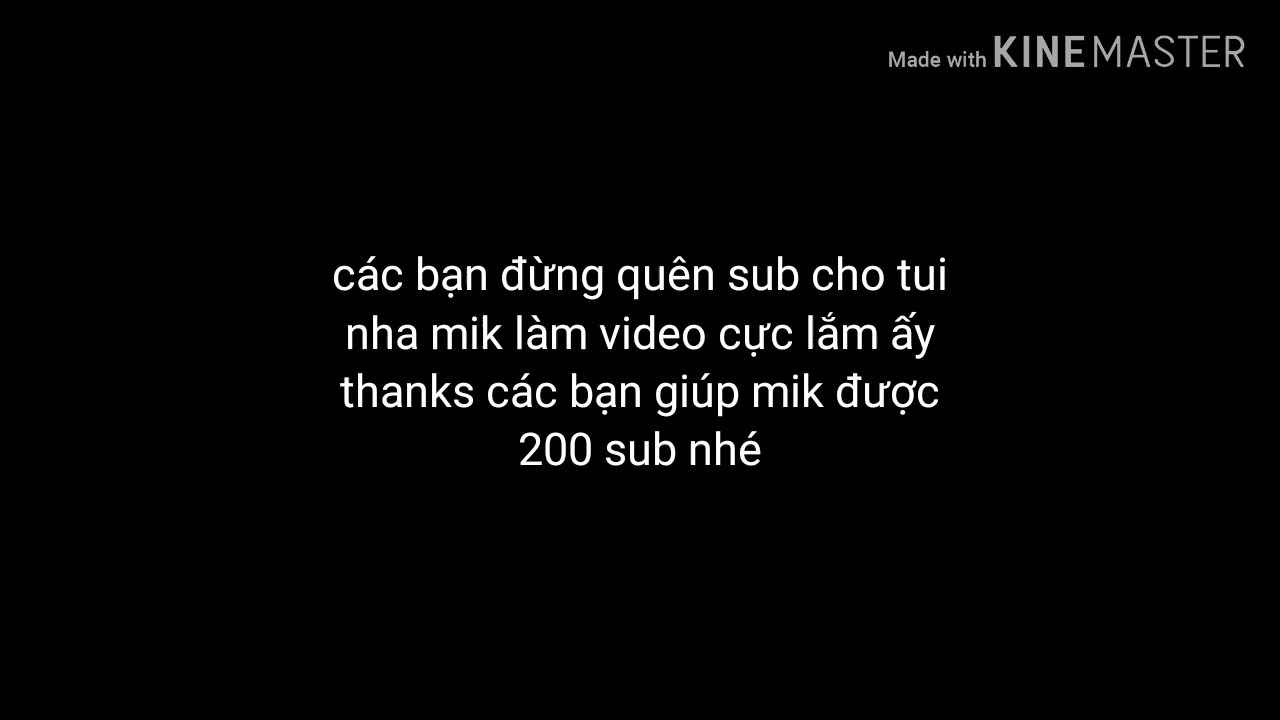 Made with KINEMASTER
các bạn đừng quên sub cho tui
nha mik làm video cực lắm ấy
thanks các bạn giúp mik được
200 sub nhé